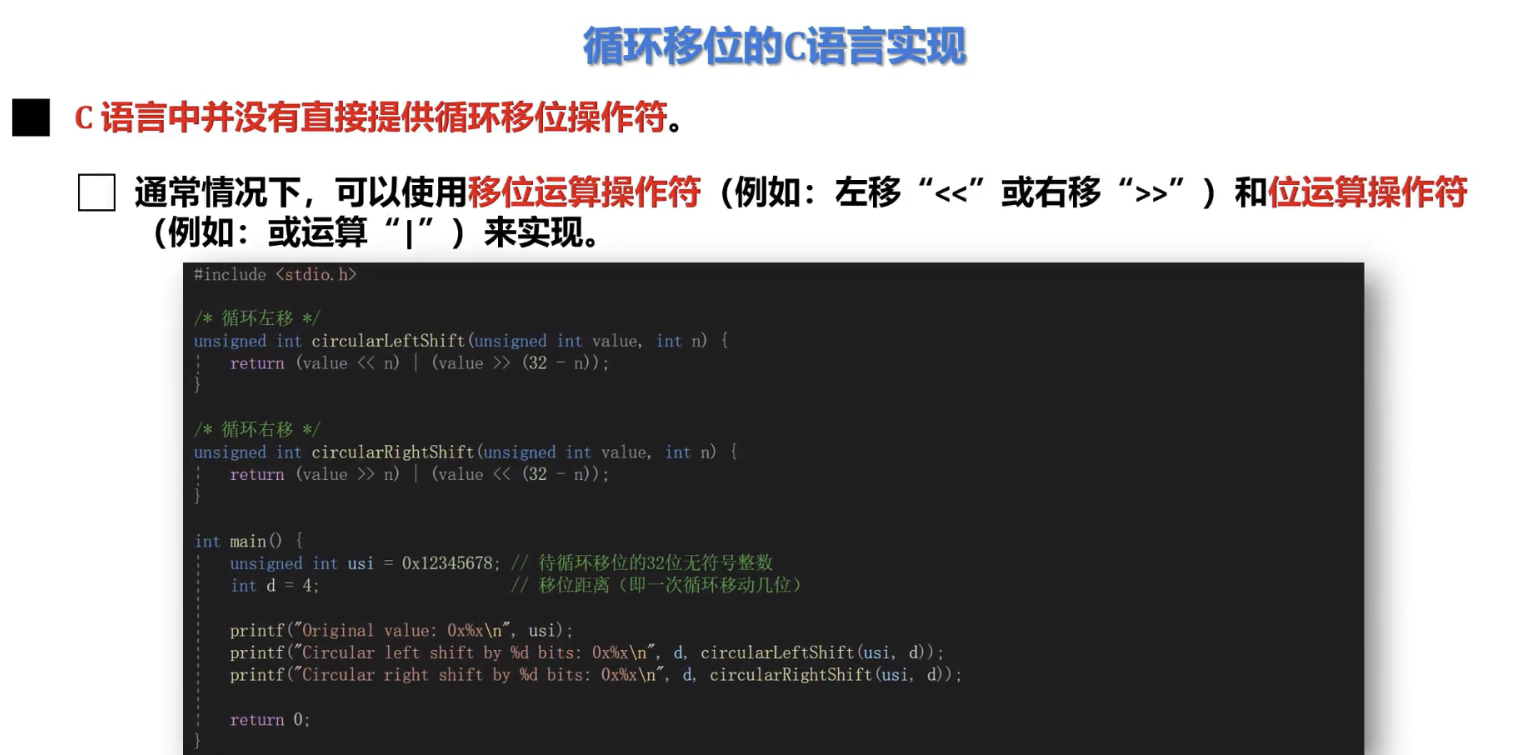 循环移位的C语言实现
C 语言中并没有直接提供循环移位操作符。
通常情况下，可以使用移位运算操作符（例如：左移“<<”或右移“>>”）和位运算操作符
（例如：或运算“|”）来实现。
#include <stdio.h>
/* 循环左移 */
unsigned int circularLeftShift(unsigned int value, int n) {
return (value << n) | (value >> (32 - n));
}
/* 循环右移 */
unsigned int circularRightShift(unsigned int value, int n) {
return (value >> n) | (value << (32 - n));
}
int main() {
unsigned int usi = 0x12345678; // 待循环移位的32位无符号整数
int d = 4; // 移位距离（即一次循环移动几位）
printf("Original value: 0x%x\n", usi);
printf("Circular left shift by %d bits: 0x%x\n", d, circularLeftShift(usi, d));
printf("Circular right shift by %d bits: 0x%x\n", d, circularRightShift(usi, d));
return 0;
}